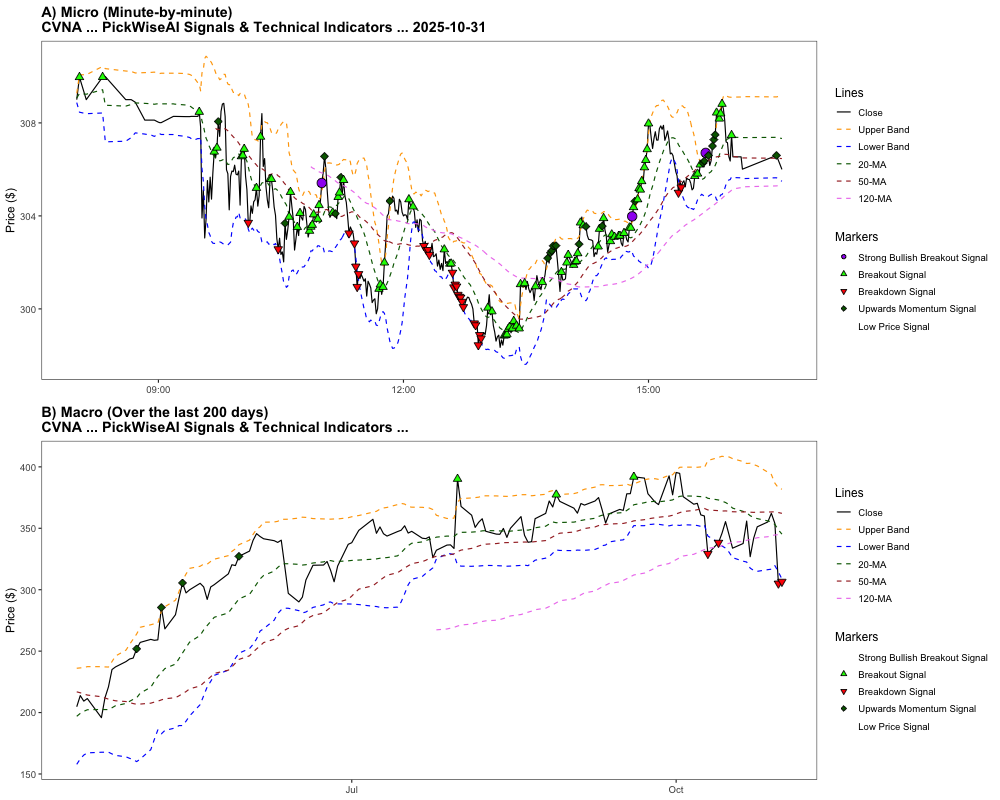 A) Micro (Minute-by-minute)
CVNA ... PickWiseAI Signals & Technical Indicators ... 2025-10-31
Price ($)
308
304
300
09:00
12:00
15:00
Lines
Close
Upper Band
Lower Band
20-MA
50-MA
120-MA
Markers
Strong Bullish Breakout Signal
Breakout Signal
Breakdown Signal
Upwards Momentum Signal
Low Price Signal
B) Macro (Over the last 200 days)
CVNA ... PickWiseAI Signals & Technical Indicators ...
Price ($)
400
350
300
250
200
150
Jul
Oct
Lines
Close
Upper Band
Lower Band
20-MA
50-MA
120-MA
Markers
Strong Bullish Breakout Signal
Breakout Signal
Breakdown Signal
Upwards Momentum Signal
Low Price Signal